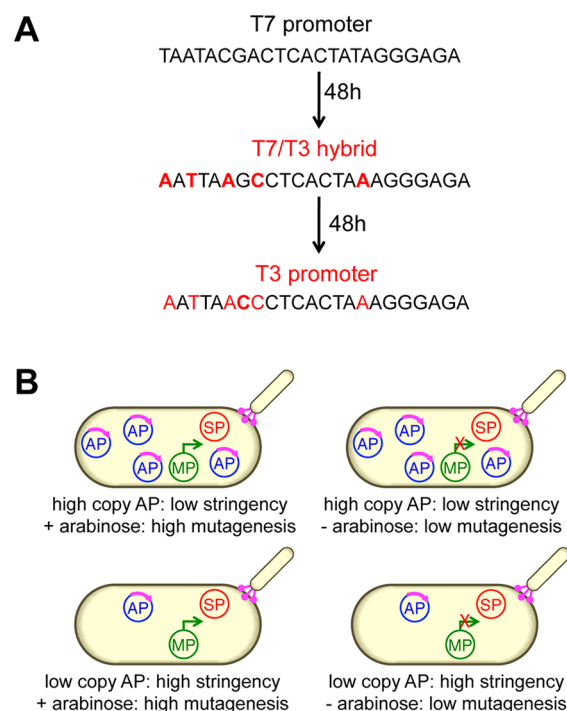 A
T7 promoter
TAATACGACTCACTATAGGGAGA
48h
T7/T3 hybrid
AATTAAGCCTCACTAAAGGGAGA
48h
T3 promoter
AATTAACCCTCACTAAAGGGAGA
B
AP AP AP AP MP SP
high copy AP: low stringency
+ arabinose: high mutagenesis
AP AP AP AP MP SP
high copy AP: low stringency
- arabinose: low mutagenesis
AP MP SP
low copy AP: high stringency
+ arabinose: high mutagenesis
AP MP SP
low copy AP: high stringency
- arabinose: low mutagenesis